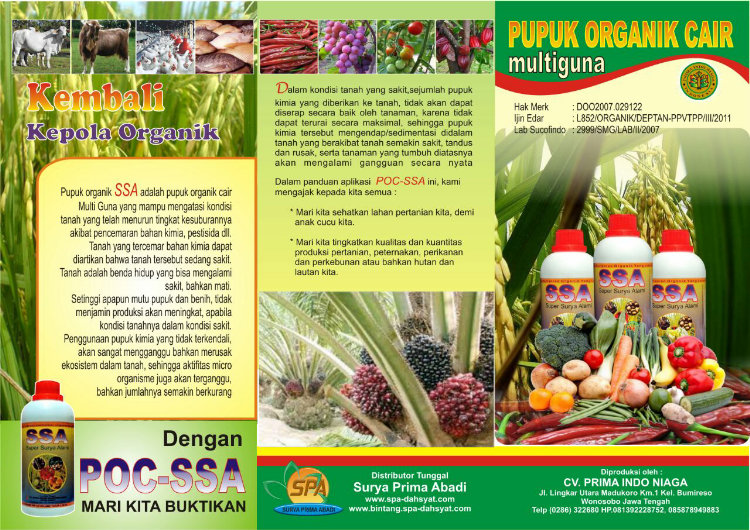 Kembali
Kepola Organik
Pupuk organik SSA adalah pupuk organik cair
Multi Guna yang mampu mengatasi kondisi
tanah yang telah menurun tingkat kesuburannya
akibat pencemaran bahan kimia, pestisida dll.
Tanah yang tercemar bahan kimia dapat
diartikan bahwa tanah tersebut sedang sakit.
Tanah adalah benda hidup yang bisa mengalami
sakit, bahkan mati.
Setinggi apapun mutu pupuk dan benih, tidak
menjamin produksi akan meningkat, apabila
kondisi tanahnya dalam kondisi sakit.
Penggunaan pupuk kimia yang tidak terkendali,
akan sangat mengganggu bahkan merusak
ekosistem dalam tanah, sehingga aktifitas micro
organisme juga akan terganggu,
bahkan jumlahnya semakin berkurang
SSA
Super Surya Alami
Dengan
POC-SSA
MARI KITA BUKTIKAN
Dalam kondisi tanah yang sakit,sejumlah pupuk
kimia yang diberikan ke tanah, tidak akan dapat
diserap secara baik oleh tanaman, karena tidak
dapat terurai secara maksimal, sehingga pupuk
kimia tersebut mengendap/sedimentasi didalam
tanah yang berakibat tanah semakin sakit, tandus
dan rusak, serta tanaman yang tumbuh diatasnya
akan mengalami gangguan secara nyata
Dalam panduan aplikasi POC-SSA ini, kami
mengajak kepada kita semua :
* Mari kita sehatkan lahan pertanian kita, demi
anak cucu kita.
* Mari kita tingkatkan kualitas dan kuantitas
produksi pertanian, peternakan, perikanan
dan perkebunan atau bahkan hutan dan
lautan kita.
SPA
SURYA PRIMA ABADI
Distributor Tunggal
Surya Prima Abadi
www.spa-dahsyat.com
www.bintang.spa-dahsyat.com
PUPUK ORGANIK CAIR
multiguna
Hak Merk : DOO2007.029122
Ijin Edar : L852/ORGANIK/DEPTAN-PPVTPP/III/2011
Lab Sucofindo : 2999/SMG/LAB/II/2007
SSA
Super Surya Alami
SSA
Super Surya Alami
SSA
Super Surya Alami
Diproduksi oleh :
CV. PRIMA INDO NIAGA
Jl. Lingkar Utara Madukoro Km.1 Kel. Bumireso
Wonosobo Jawa Tengah
Telp (0286) 322680 HP.081392228752, 085878949883